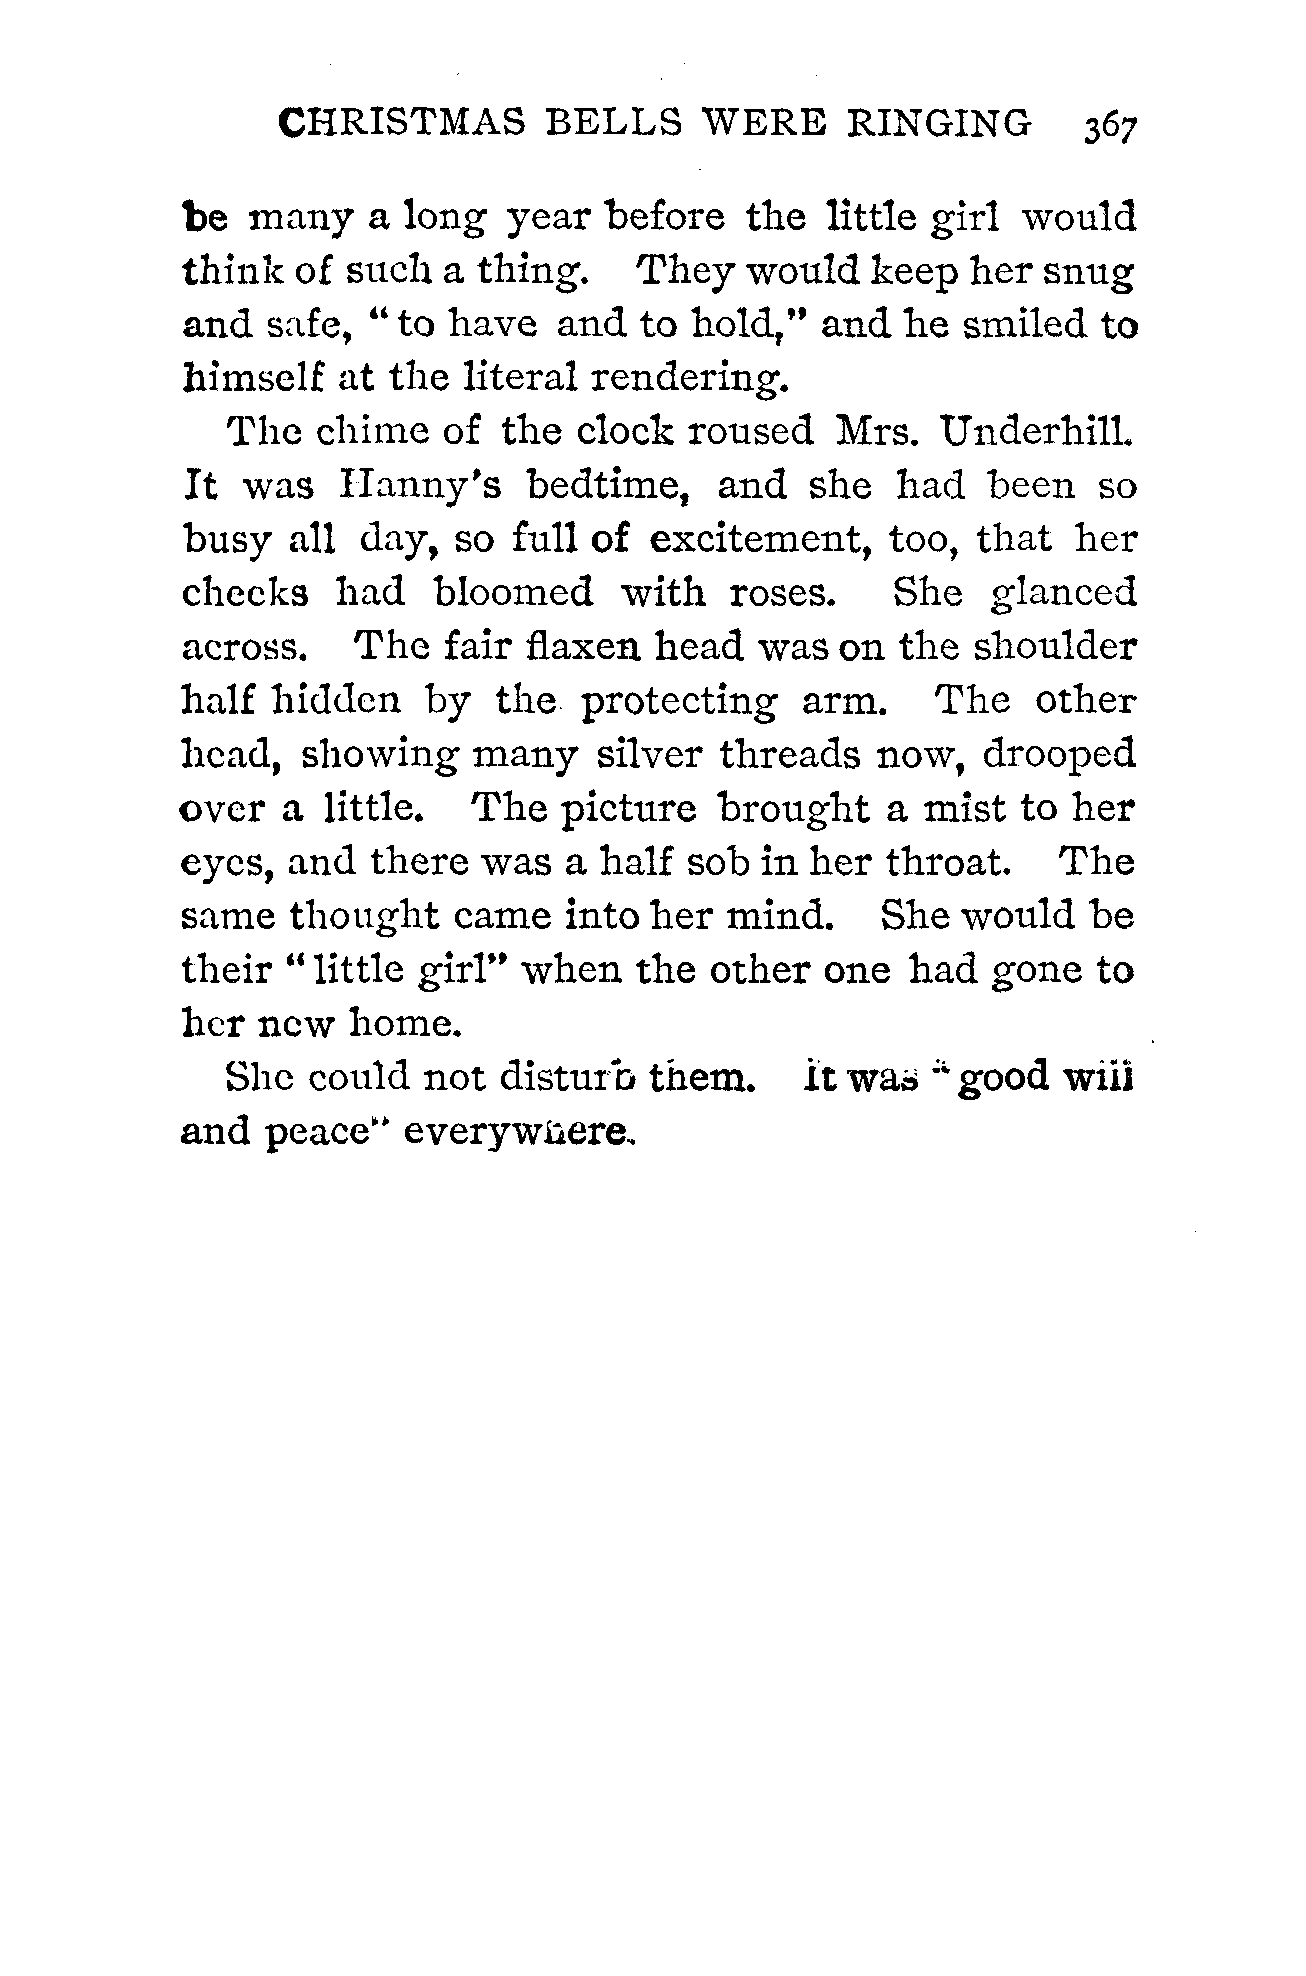 CHRISTMAS BELLS WERE RINGING 367
be many a long year before the little girl would
think of such a thing. They would keep her snug
and safe, "to have and to hold," and he smiled to
himself at the literal rendering.
The chime of the clock roused Mrs. Underhill.
It was Hanny's bedtime, and she had been so
busy all day, so full of excitement, too, that her
cheeks had bloomed with roses. She glanced
across. The fair flaxen head was on the shoulder
half hidden by the protecting arm. The other
head, showing many silver threads now, drooped
over a little. The picture brought a mist to her
eyes, and there was a half sob in her throat. The
same thought came into her mind. She would be
their "little girl" when the other one had gone to
her new home.
She could not disturb them. It was "good will
and peace" everywhere.